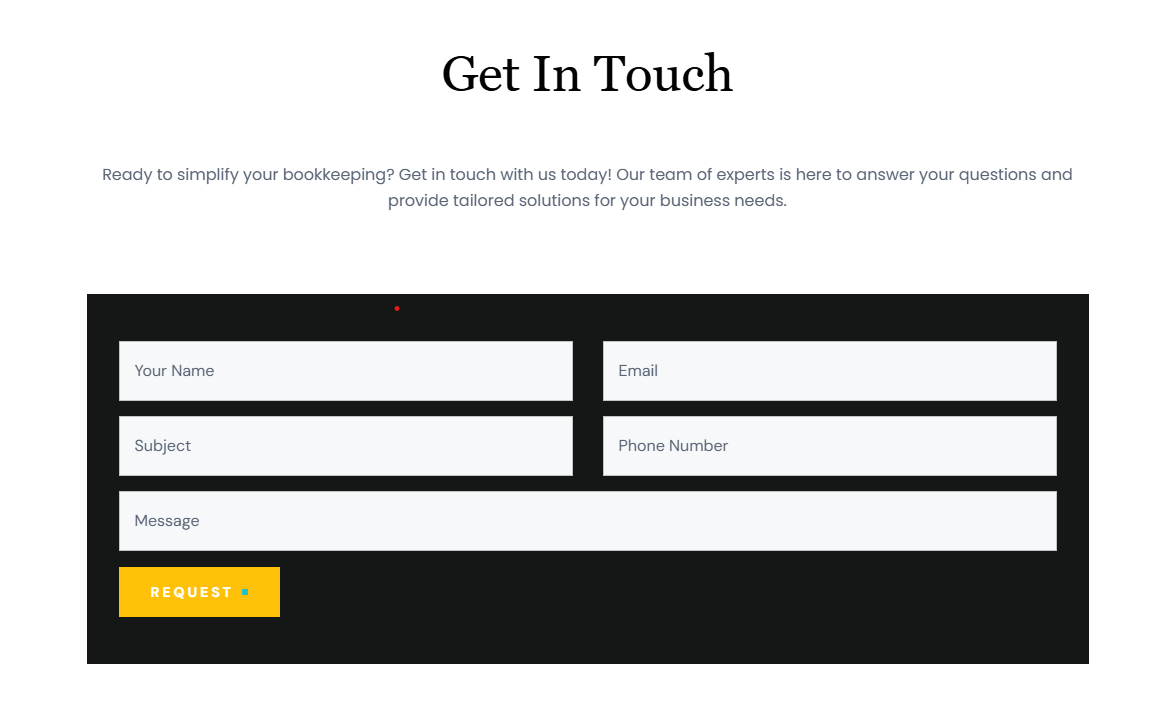 Get In Touch
Ready to simplify your bookkeeping? Get in touch with us today! Our team of experts is here to answer your questions and
provide tailored solutions for your business needs.
Your Name
Email
Subject
Phone Number
Message
REQUEST